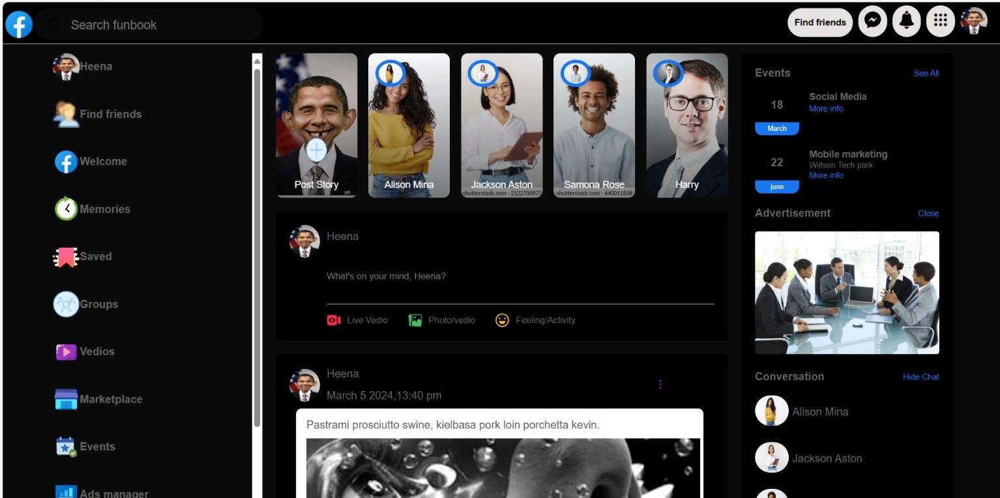 Search funbook
Find friends
Heena
Find friends
Welcome
Memories
Saved
Groups
Vedios
Marketplace
Events
Ads manager
Post Story
Alison Mina
Jackson Aston
shutterstock.com · 2122700972
Samona Rose
shutterstock.com · 640011838
Harry
Heena
What's on your mind, Heena?
Live Vedio
Photo/vedio
Feeling/Activity
Heena
March 5 2024,13:40 pm
Pastrami prosciutto swine, kielbasa pork loin porchetta kevin.
Events
See All
18
March
Social Media
More info
22
june
Mobile marketing
Willson Tech park
More info
Advertisement
Close
Conversation
Hide Chat
Alison Mina
Jackson Aston